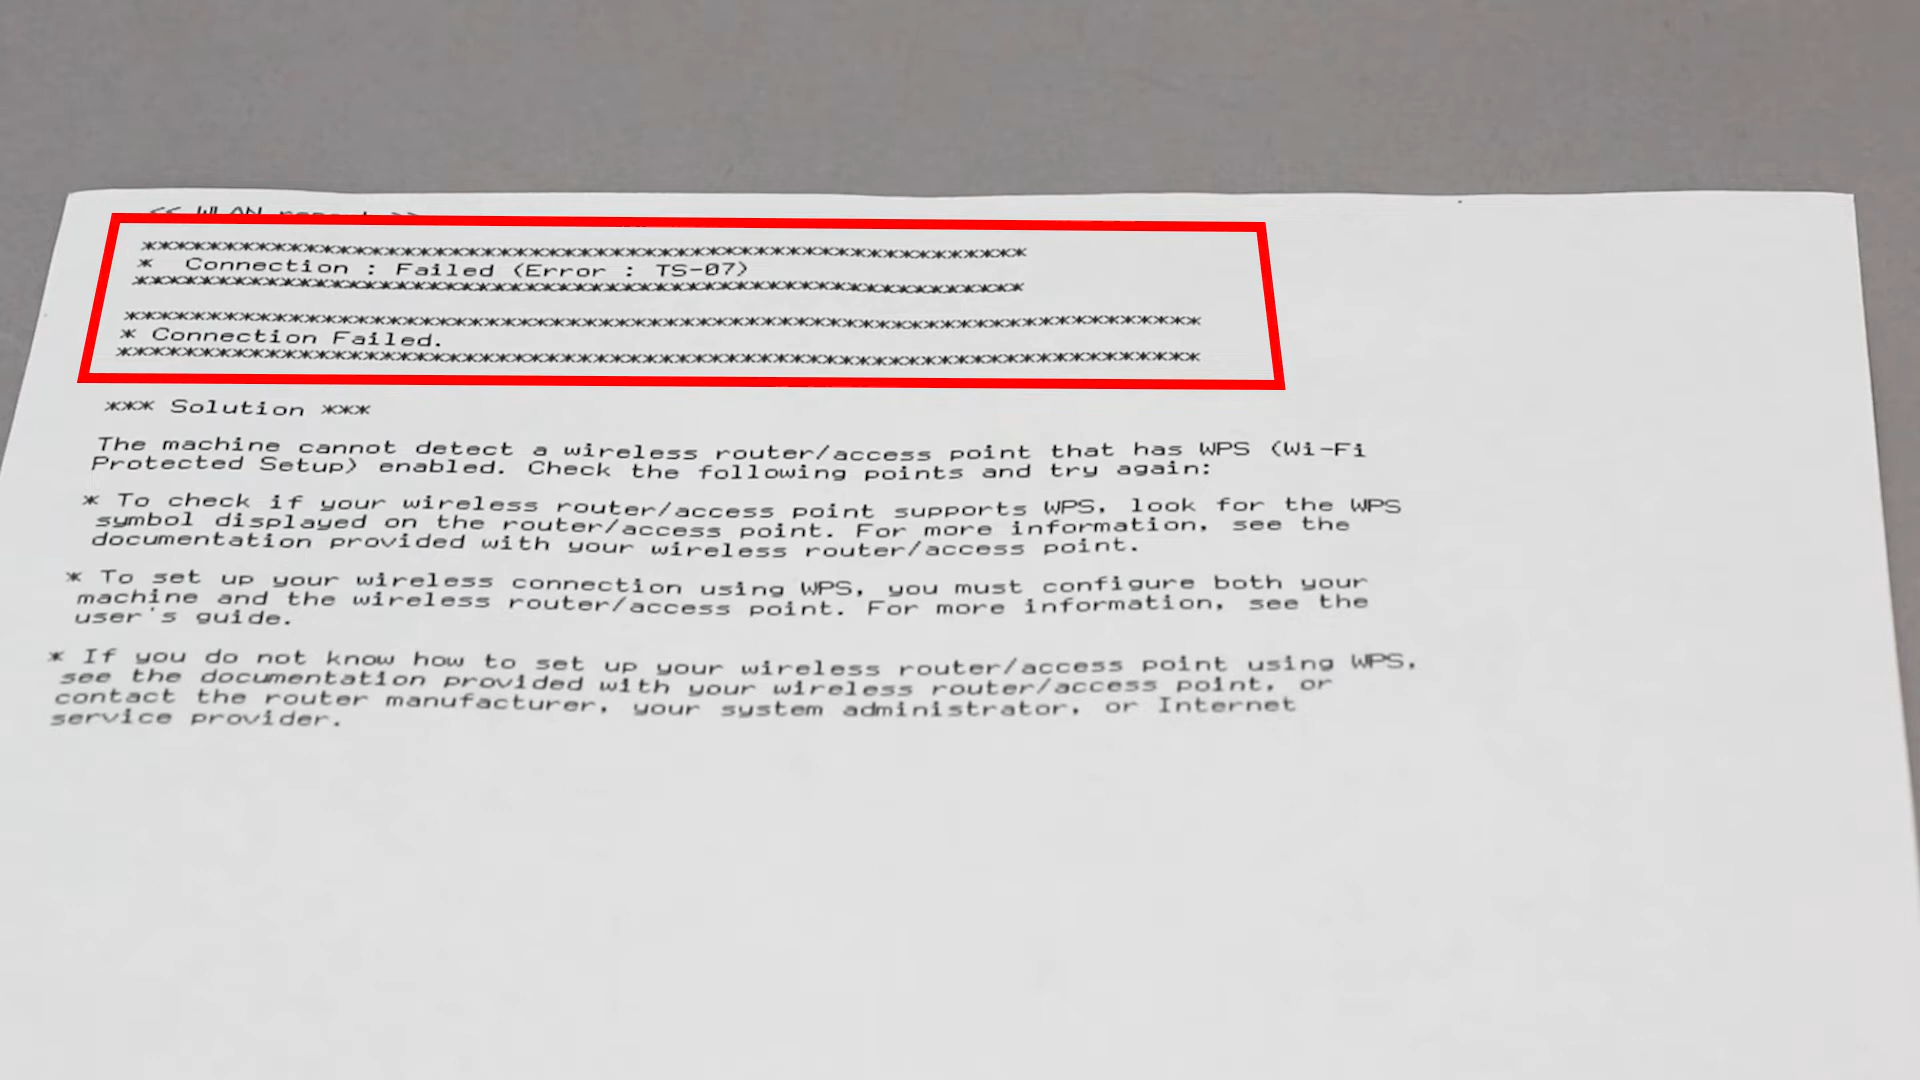 << WLAN report >>
******************************************************
*  Connection : Failed (Error : TS-07)
******************************************************
******************************************************************
* Connection Failed.
******************************************************************
*** Solution ***
The machine cannot detect a wireless router/access point that has WPS (Wi-Fi
Protected Setup) enabled. Check the following points and try again:
* To check if your wireless router/access point supports WPS, look for the WPS
symbol displayed on the router/access point. For more information, see the
documentation provided with your wireless router/access point.
* To set up your wireless connection using WPS, you must configure both your
machine and the wireless router/access point. For more information, see the
user's guide.
* If you do not know how to set up your wireless router/access point using WPS,
see the documentation provided with your wireless router/access point, or
contact the router manufacturer, your system administrator, or Internet
service provider.